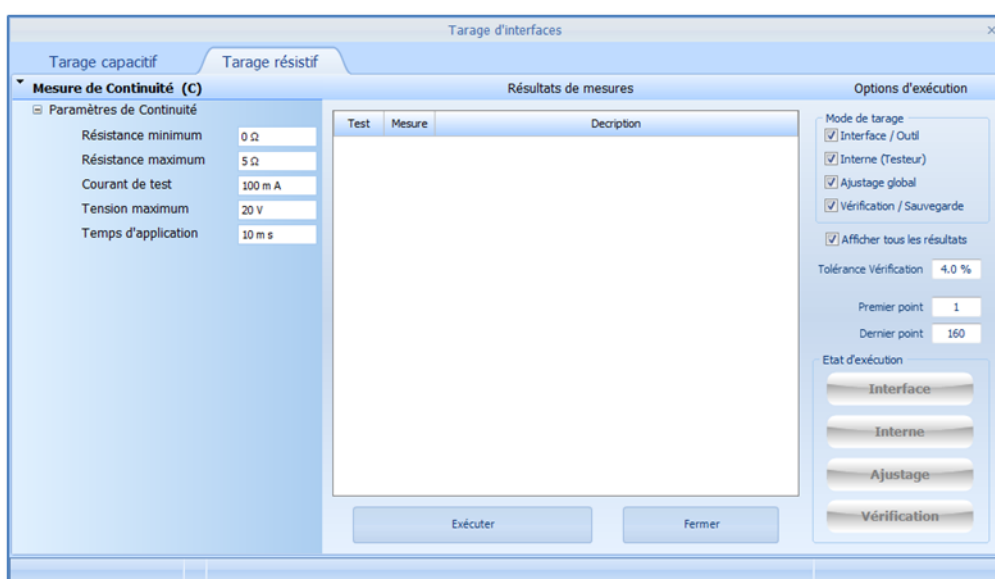 Tarage d'interfaces
Tarage capacitif
Tarage résistif
Mesure de Continuité (C)
Résultats de mesures
Options d'exécution
Paramètres de Continuité
Résistance minimum
0 Ω
Résistance maximum
5 Ω
Courant de test
100 m A
Tension maximum
20 V
Temps d'application
10 m s
Test
Mesure
Decription
Mode de tarage
Interface / Outil
Interne (Testeur)
Ajustage global
Vérification / Sauvegarde
Afficher tous les résultats
Tolérance Vérification
4.0 %
Premier point
1
Dernier point
160
Etat d'exécution
Interface
Interne
Ajustage
Vérification
Exécuter
Fermer